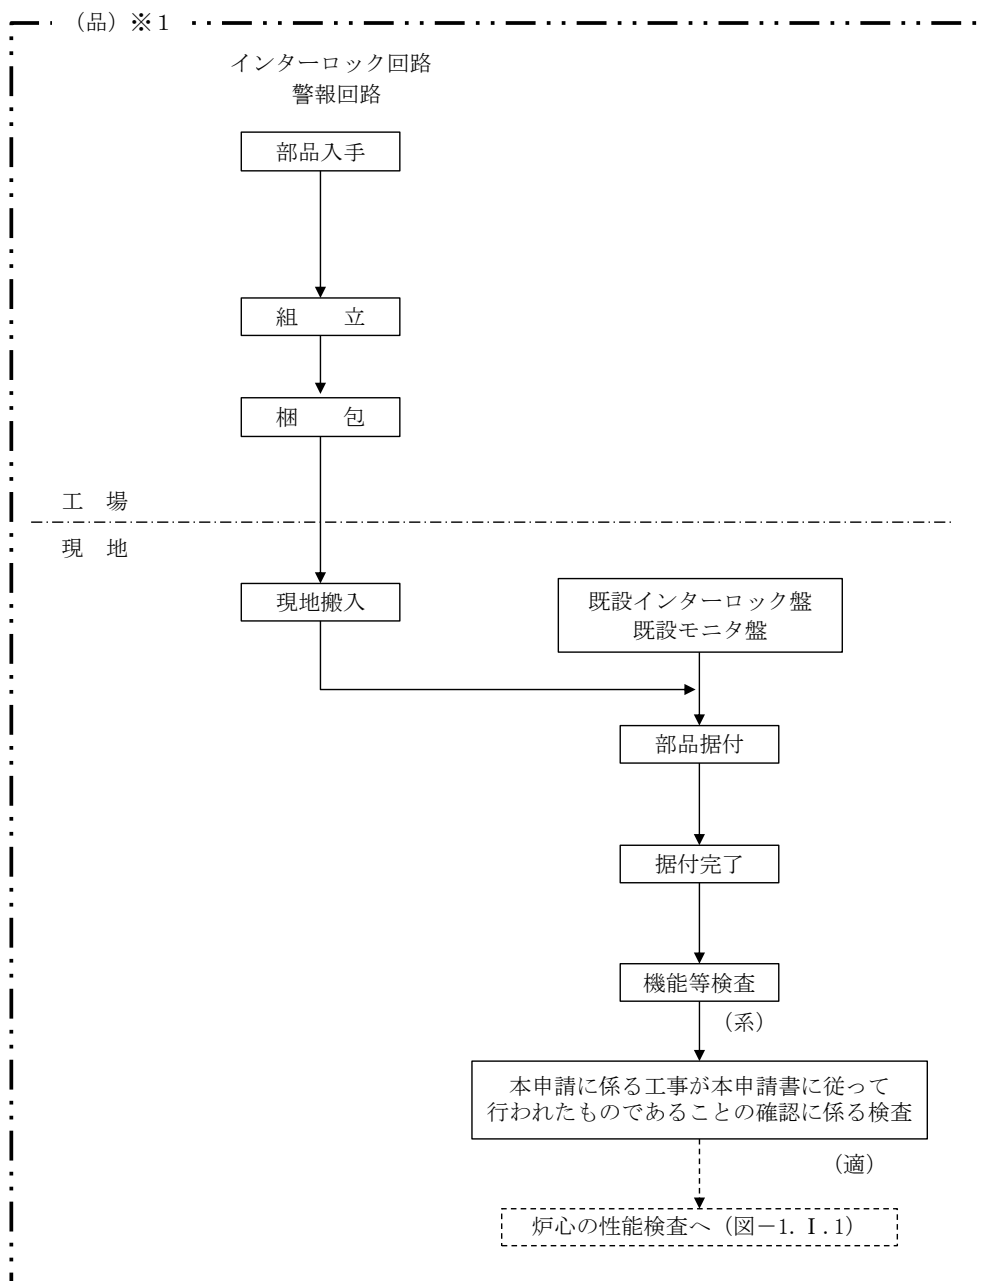 (品)※1
インターロック回路
警報回路
部品入手
組 立
梱 包
工 場
現 地
現地搬入
既設インターロック盤
既設モニタ盤
部品据付
据付完了
機能等検査
(系)
本申請に係る工事が本申請書に従って
行われたものであることの確認に係る検査
(適)
炉心の性能検査へ(図-1.Ⅰ.1)